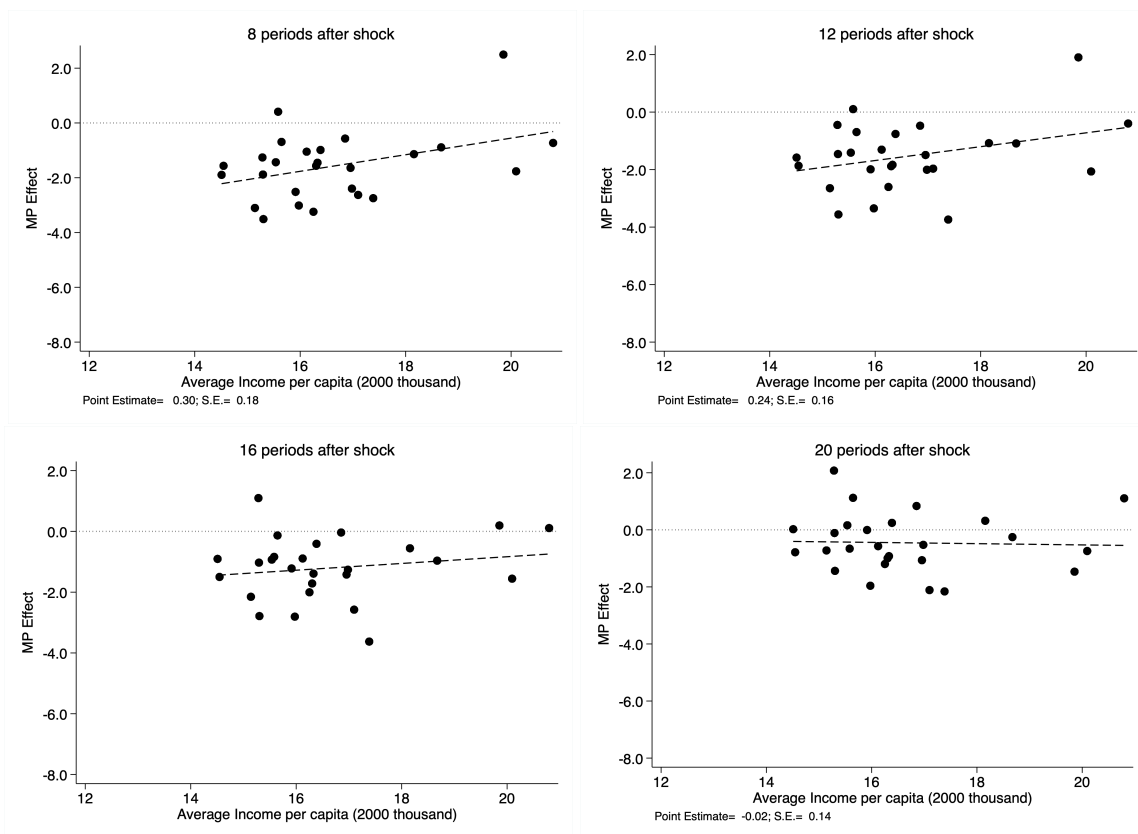 8 periods after shock
2.0
0.0
-2.0
-4.0
-6.0
-8.0
MP Effect
12 14 16 18 20
Average Income per capita (2000 thousand)
Point Estimate= 0.30; S.E.= 0.18
12 periods after shock
2.0
0.0
-2.0
-4.0
-6.0
-8.0
MP Effect
12 14 16 18 20
Average Income per capita (2000 thousand)
Point Estimate= 0.24; S.E.= 0.16
16 periods after shock
2.0
0.0
-2.0
-4.0
-6.0
-8.0
MP Effect
12 14 16 18 20
Average Income per capita (2000 thousand)
20 periods after shock
2.0
0.0
-2.0
-4.0
-6.0
-8.0
MP Effect
12 14 16 18 20
Average Income per capita (2000 thousand)
Point Estimate= -0.02; S.E.= 0.14